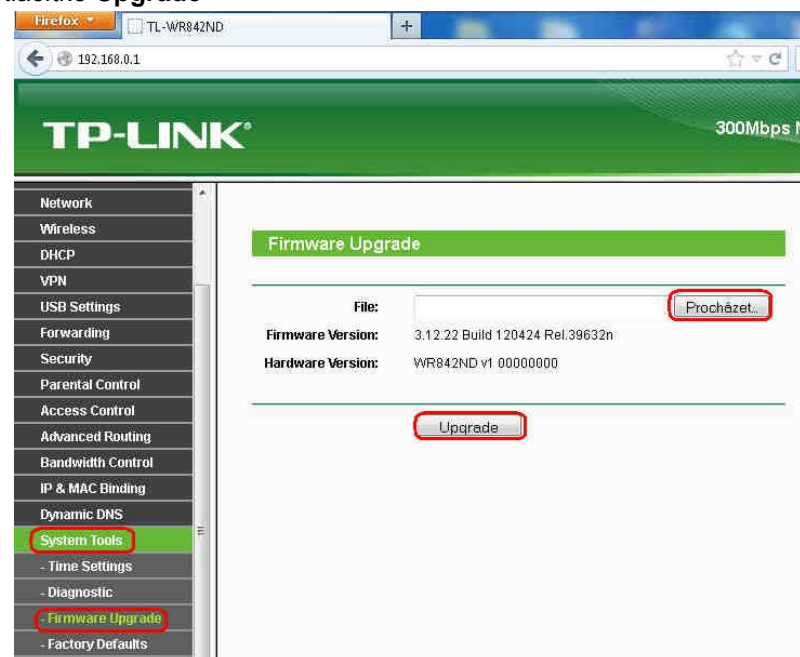 Upgrade
Firefox
TL-WR842ND
+
192.168.0.1
TP-LINK®
300Mbps
Network
Wireless
DHCP
VPN
USB Settings
Forwarding
Security
Parental Control
Access Control
Advanced Routing
Bandwidth Control
IP & MAC Binding
Dynamic DNS
System Tools
- Time Settings
- Diagnostic
- Firmware Upgrade
- Factory Defaults
Firmware Upgrade
File: Procházet...
Firmware Version: 3.12.22 Build 120424 Rel.39632n
Hardware Version: WR842ND v1 00000000
Upgrade